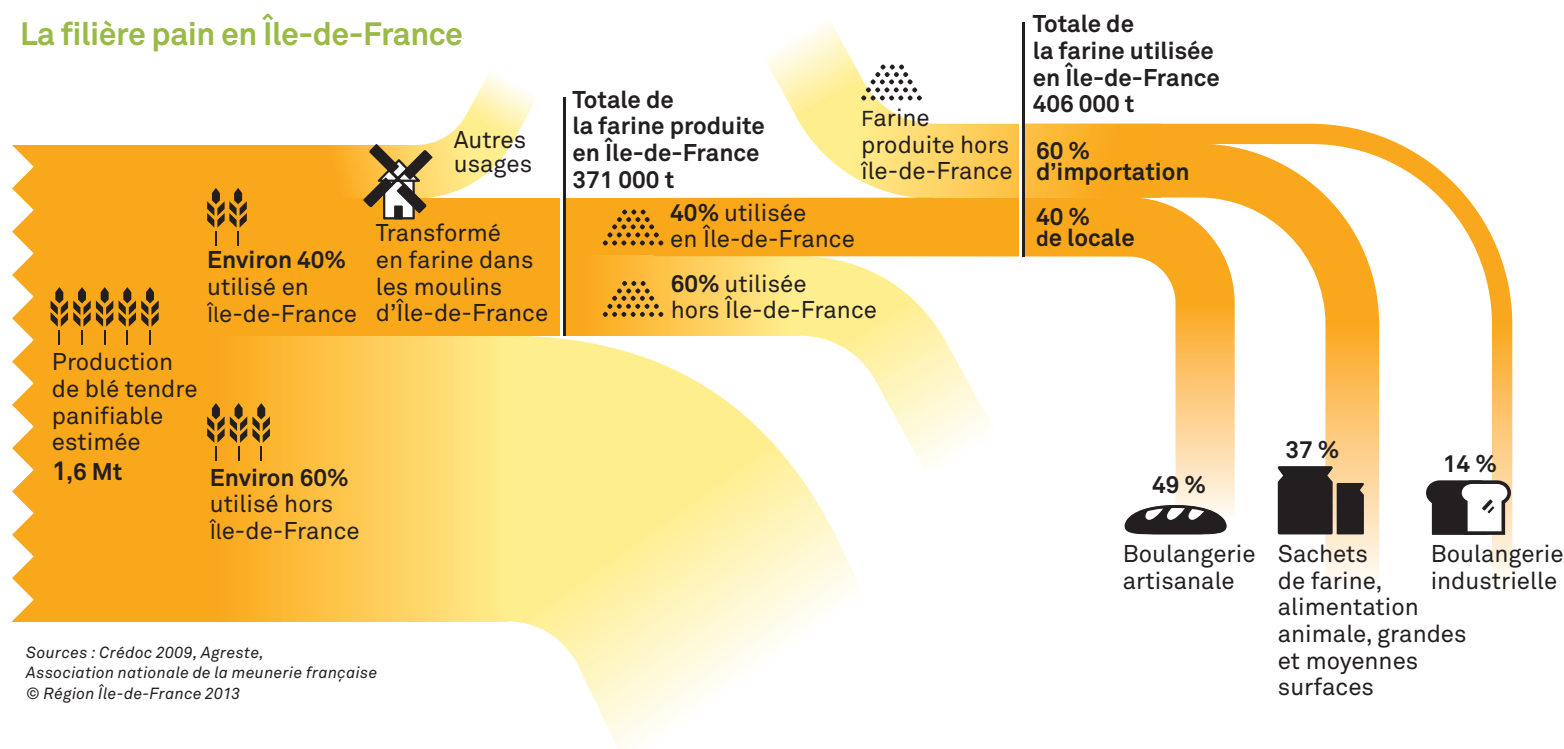 La filière pain en Île-de-France
Production
de blé tendre
panifiable
estimée
1,6 Mt
Environ 40%
utilisé en
Île-de-France
Environ 60%
utilisé hors
Île-de-France
Autres
usages
Transformé
en farine dans
les moulins
d'Île-de-France
Totale de
la farine produite
en Île-de-France
371 000 t
40% utilisée
en Île-de-France
60% utilisée
hors Île-de-France
Farine
produite hors
île-de-France
Totale de
la farine utilisée
en Île-de-France
406 000 t
60 %
d'importation
40 %
de locale
49 %
Boulangerie
artisanale
37 %
Sachets
de farine,
alimentation
animale, grandes
et moyennes
surfaces
14 %
Boulangerie
industrielle
Sources : Crédoc 2009, Agreste,
Association nationale de la meunerie française
© Région Île-de-France 2013